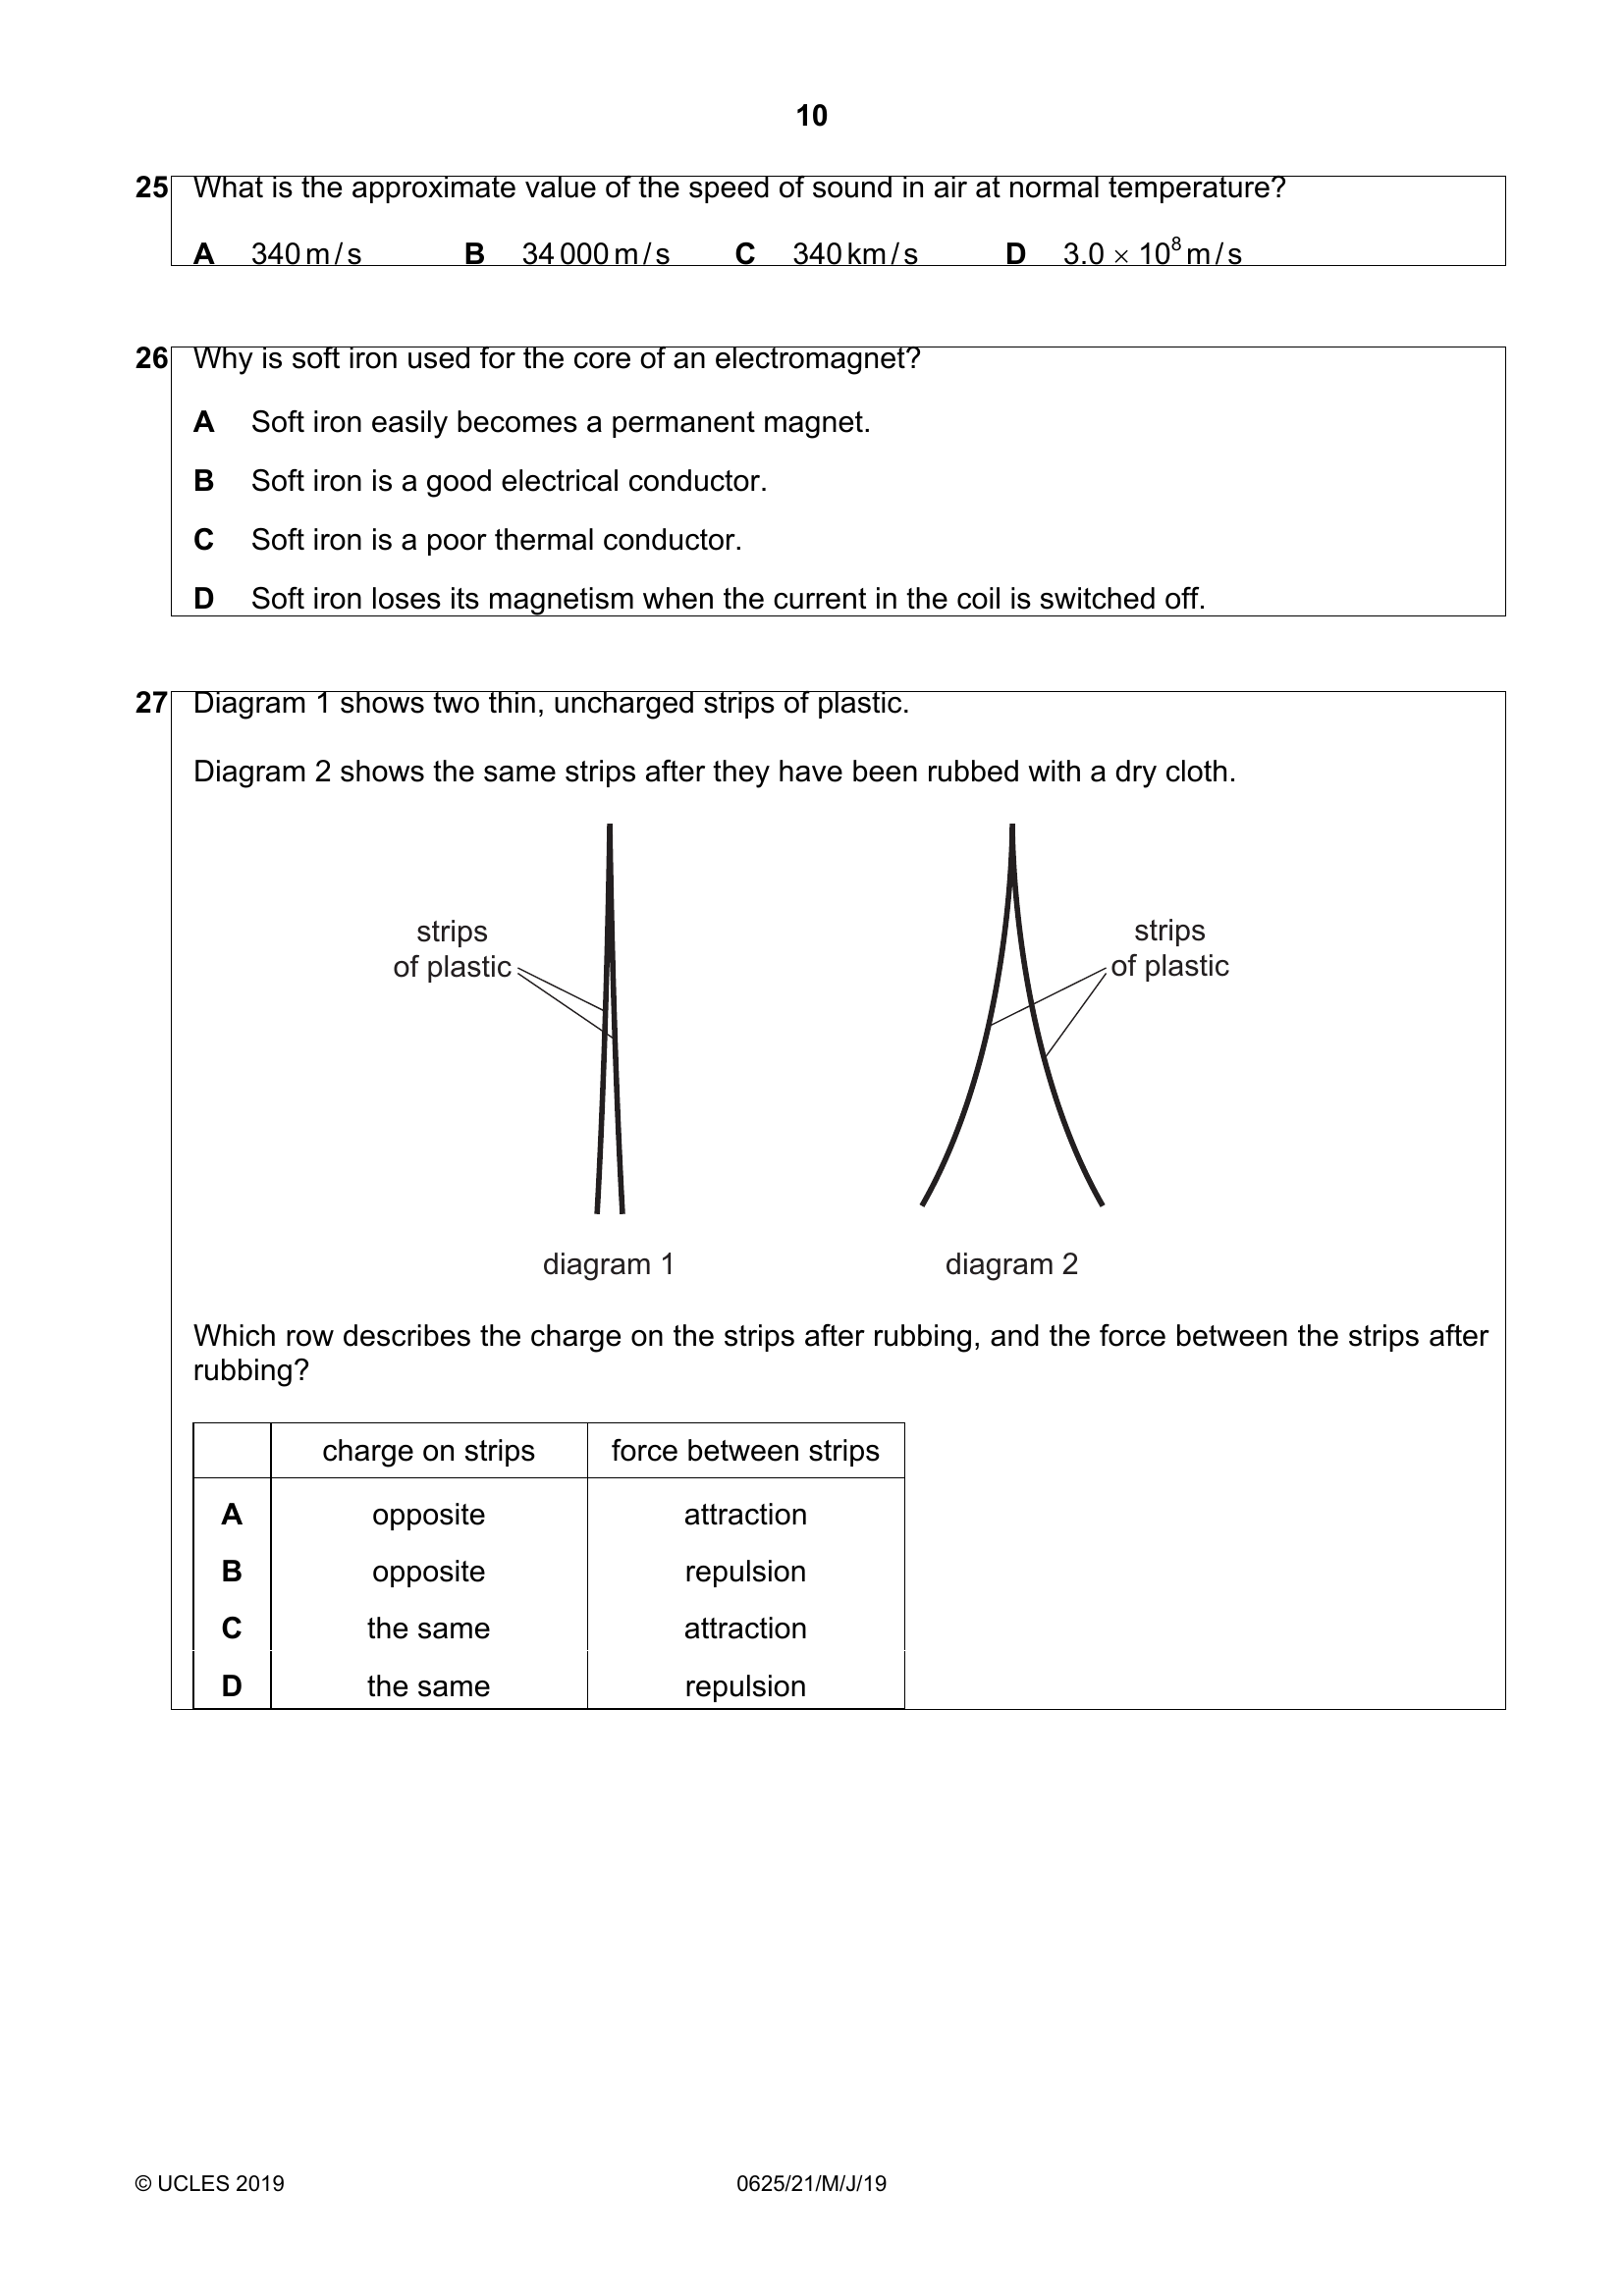 10
25 What is the approximate value of the speed of sound in air at normal temperature?
A 340 m / s B 34 000 m / s C 340 km / s D 3.0 × 10⁸ m / s
26 Why is soft iron used for the core of an electromagnet?
A Soft iron easily becomes a permanent magnet.
B Soft iron is a good electrical conductor.
C Soft iron is a poor thermal conductor.
D Soft iron loses its magnetism when the current in the coil is switched off.
27 Diagram 1 shows two thin, uncharged strips of plastic.
Diagram 2 shows the same strips after they have been rubbed with a dry cloth.
strips
of plastic
strips
of plastic
diagram 1
diagram 2
Which row describes the charge on the strips after rubbing, and the force between the strips after
rubbing?
charge on strips force between strips
A opposite attraction
B opposite repulsion
C the same attraction
D the same repulsion
© UCLES 2019 0625/21/M/J/19